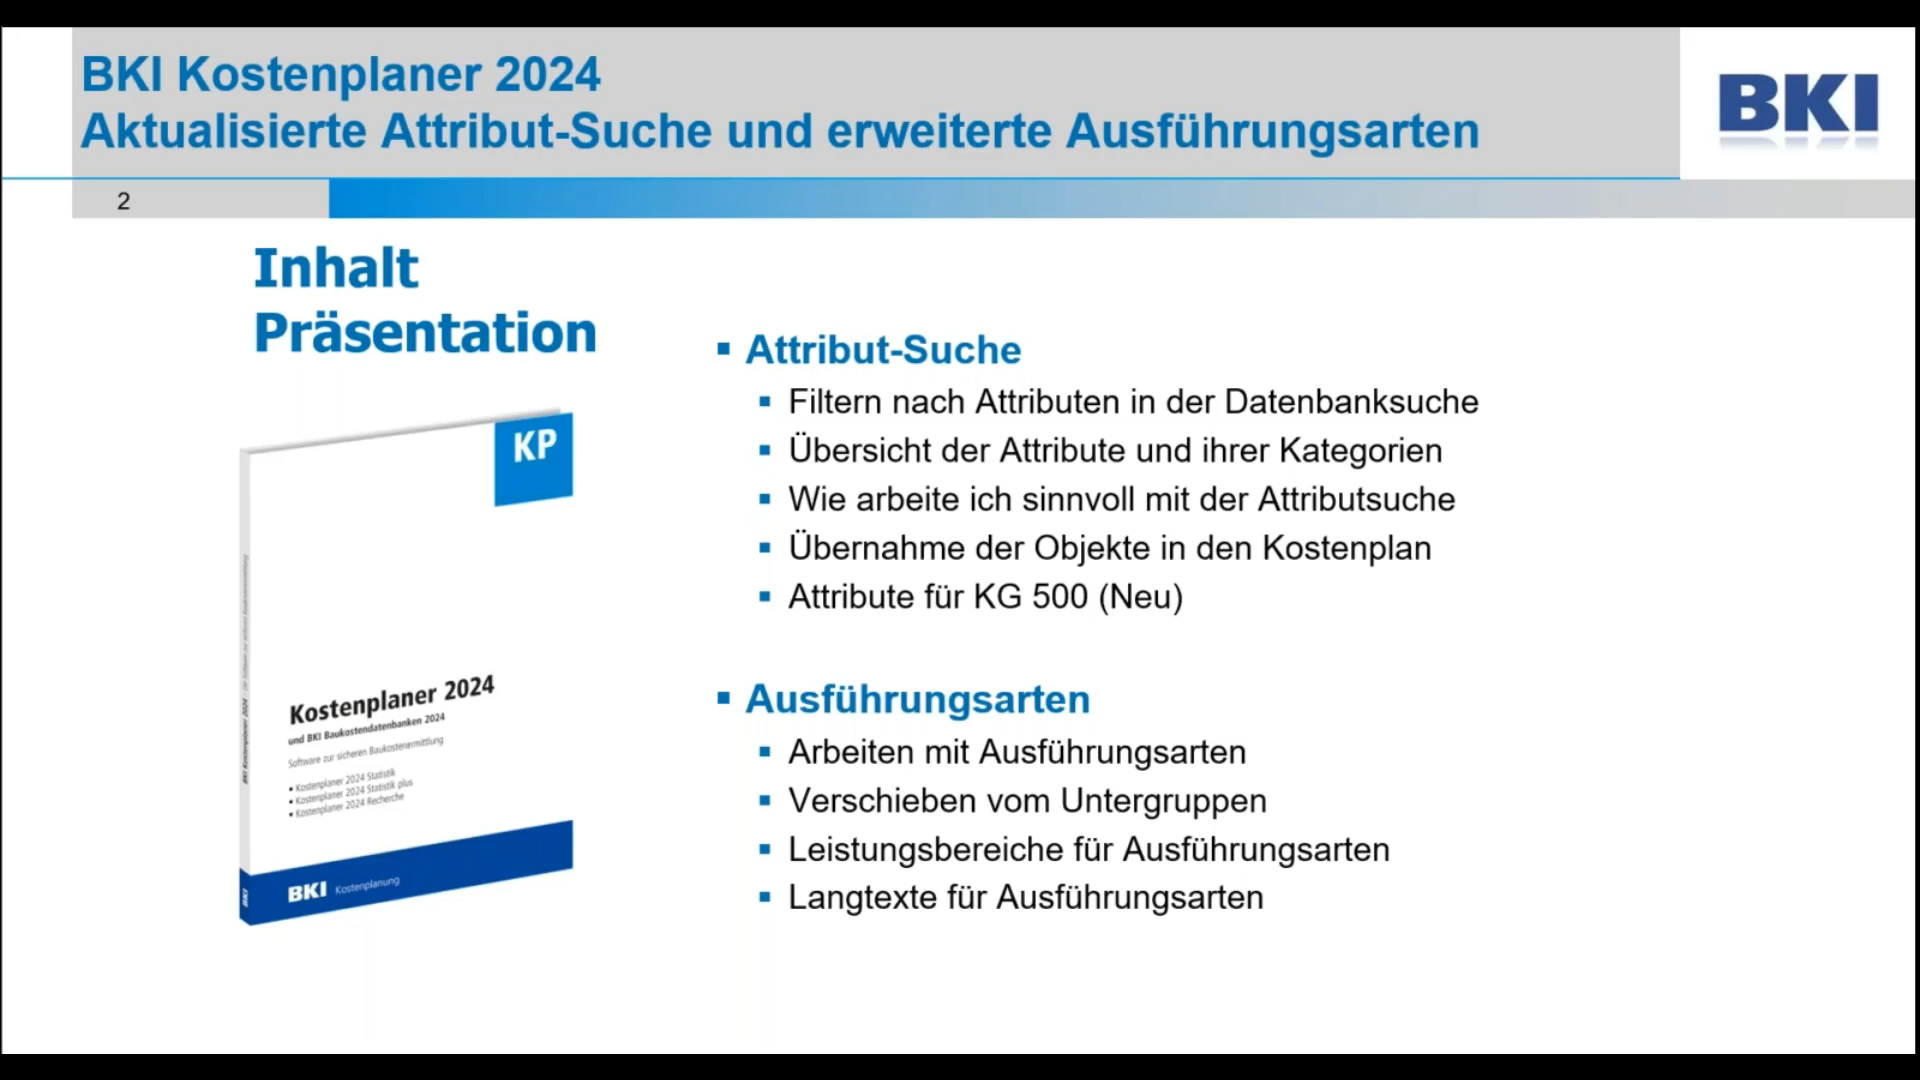 BKI Kostenplaner 2024
Aktualisierte Attribut-Suche und erweiterte Ausführungsarten
BKI
2
Inhalt
Präsentation
Attribut-Suche
Filtern nach Attributen in der Datenbanksuche
Übersicht der Attribute und ihrer Kategorien
Wie arbeite ich sinnvoll mit der Attributsuche
Übernahme der Objekte in den Kostenplan
Attribute für KG 500 (Neu)
Ausführungsarten
Arbeiten mit Ausführungsarten
Verschieben vom Untergruppen
Leistungsbereiche für Ausführungsarten
Langtexte für Ausführungsarten
KP
Kostenplaner 2024
und BKI Baukostendatenbanken 2024
Software zur sicheren Baukostenermittlung
• Kostenplaner 2024 Statistik
• Kostenplaner 2024 Statistik plus
• Kostenplaner 2024 Recherche
BKI Kostenplanung
BKI Kostenplaner 2024
BKI